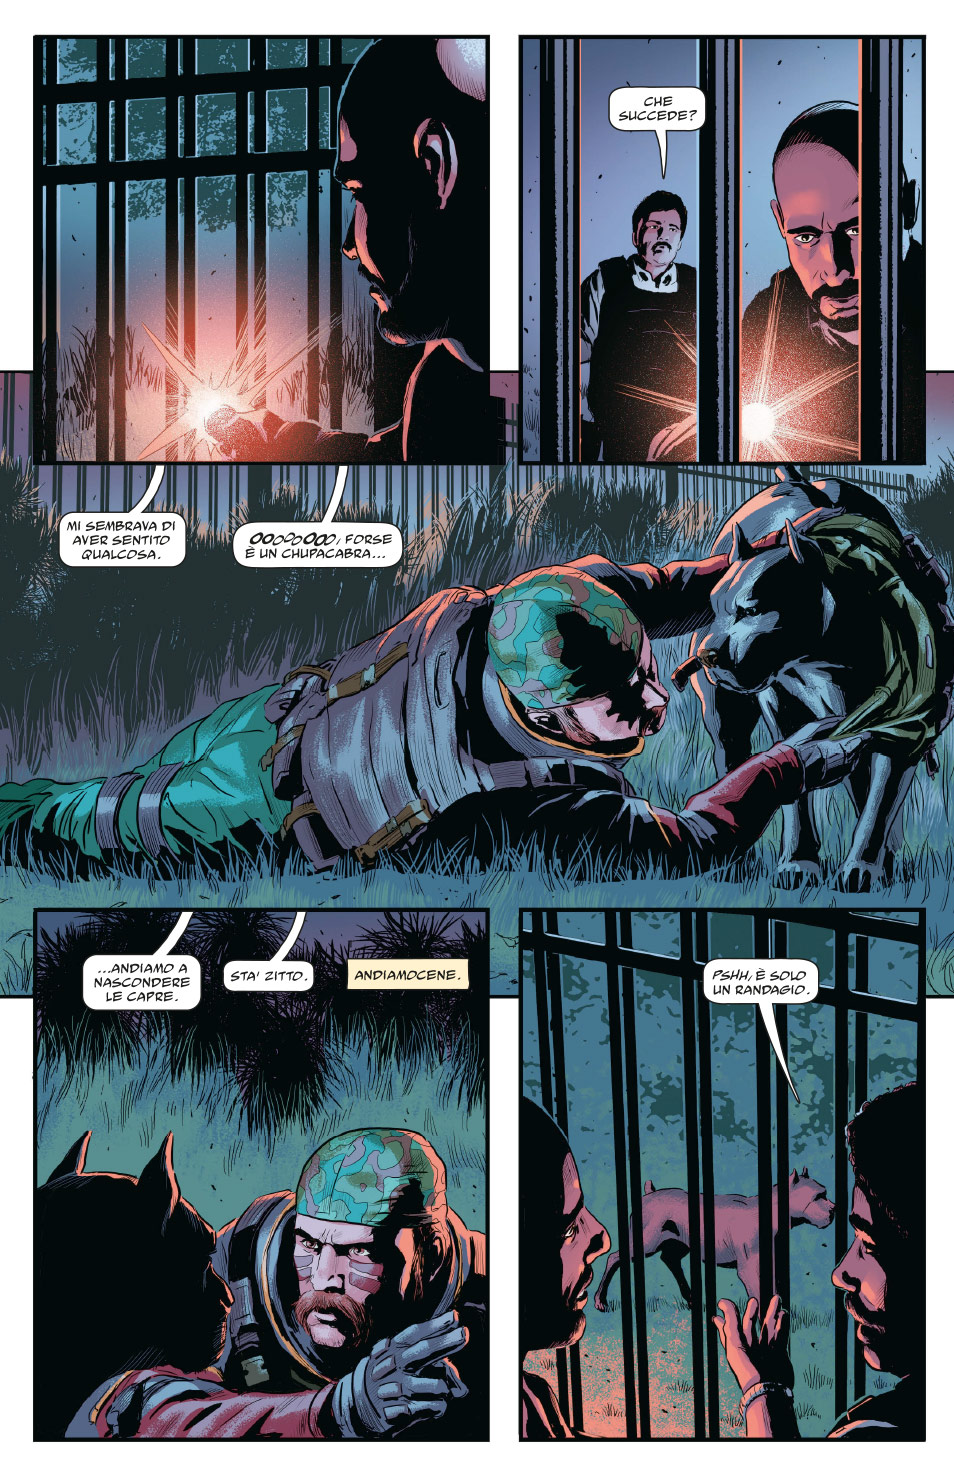 CHE
SUCCEDE?
MI SEMBRAVA DI
AVER SENTITO
QUALCOSA.
OOOOOOO, FORSE
È UN CHUPACABRA...
...ANDIAMO A
NASCONDERE
LE CAPRE.
STA' ZITTO.
ANDIAMOCENE.
PSHH, È SOLO
UN RANDAGIO.